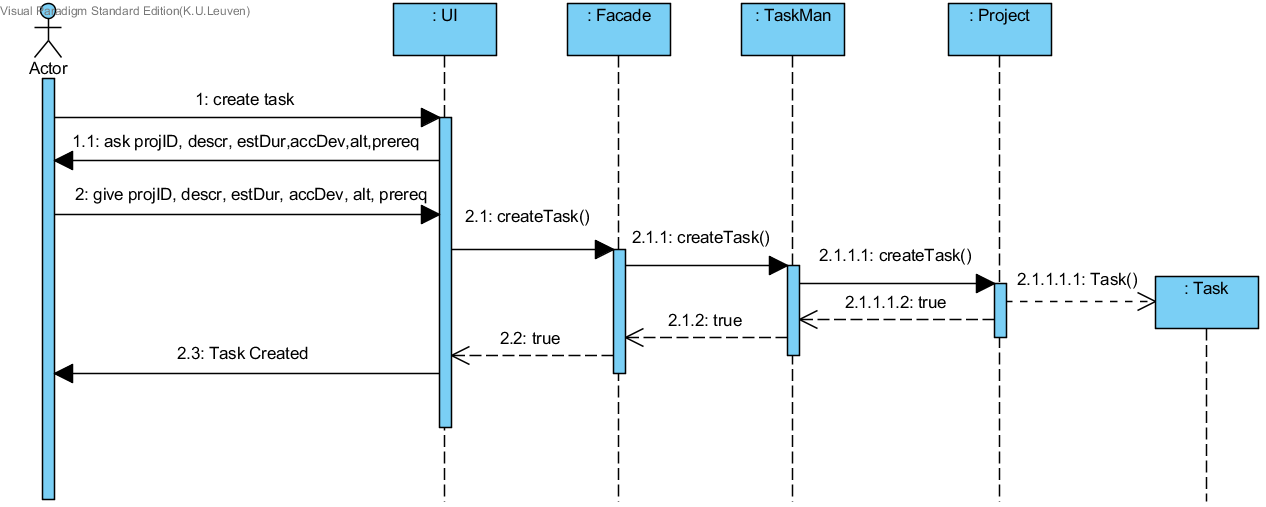 Visual Paradigm Standard Edition(K.U.Leuven)
: UI
: Facade
: TaskMan
: Project
Actor
1: create task
1.1: ask projID, descr, estDur,accDev,alt,prereq
2: give projID, descr, estDur, accDev, alt, prereq
2.1: createTask()
2.1.1: createTask()
2.1.1.1: createTask()
2.1.1.1.1: Task()
: Task
2.1.1.1.2: true
2.1.2: true
2.2: true
2.3: Task Created